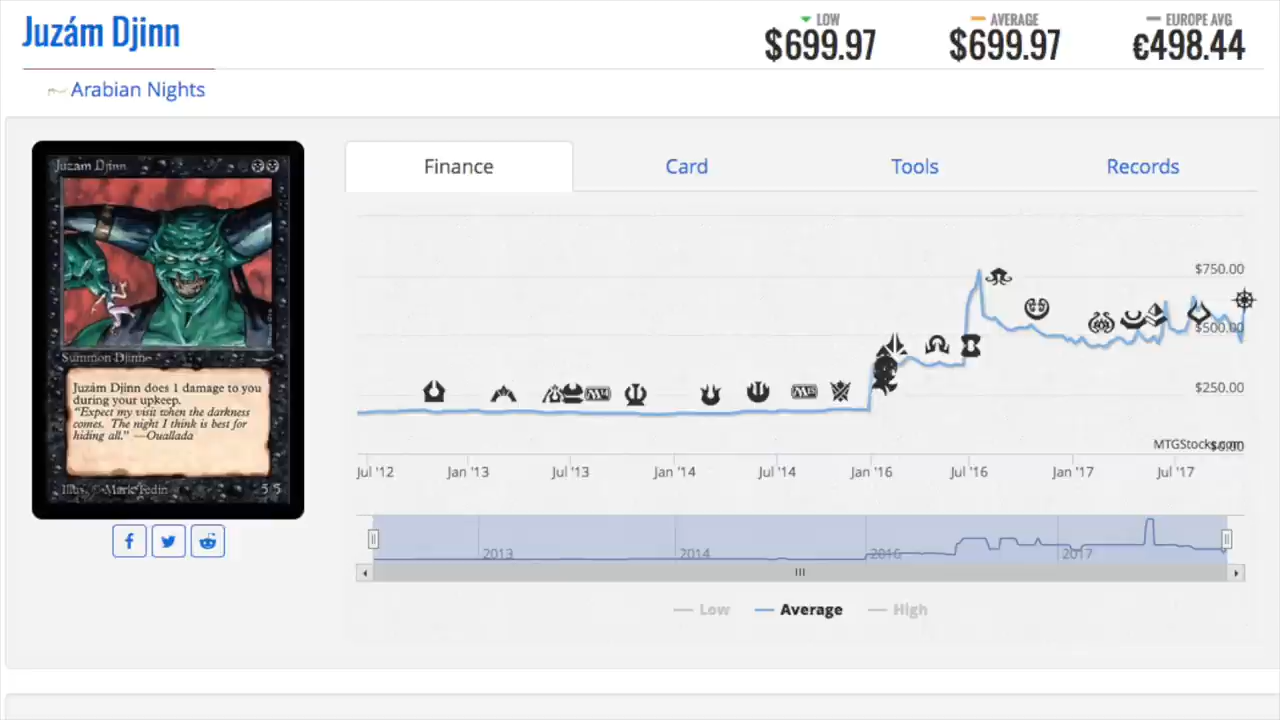 Juzám Djinn
LOW
$699.97
AVERAGE
$699.97
EUROPE AVG
€498.44
Arabian Nights
Juzám Djinn
Summon Djinn
Juzám Djinn does 1 damage to you
during your upkeep.
"Expect my visit when the darkness
comes. The night I think is best for
hiding all." —Ouallada
Illus. © Mark Tedin
5/5
Finance
Card
Tools
Records
$750.00
$500.00
$250.00
$0.00
MTGStocks.com
Jul '12
Jan '13
Jul '13
Jan '14
Jul '14
Jan '16
Jul '16
Jan '17
Jul '17
2013
2014
2016
2017
Low
Average
High